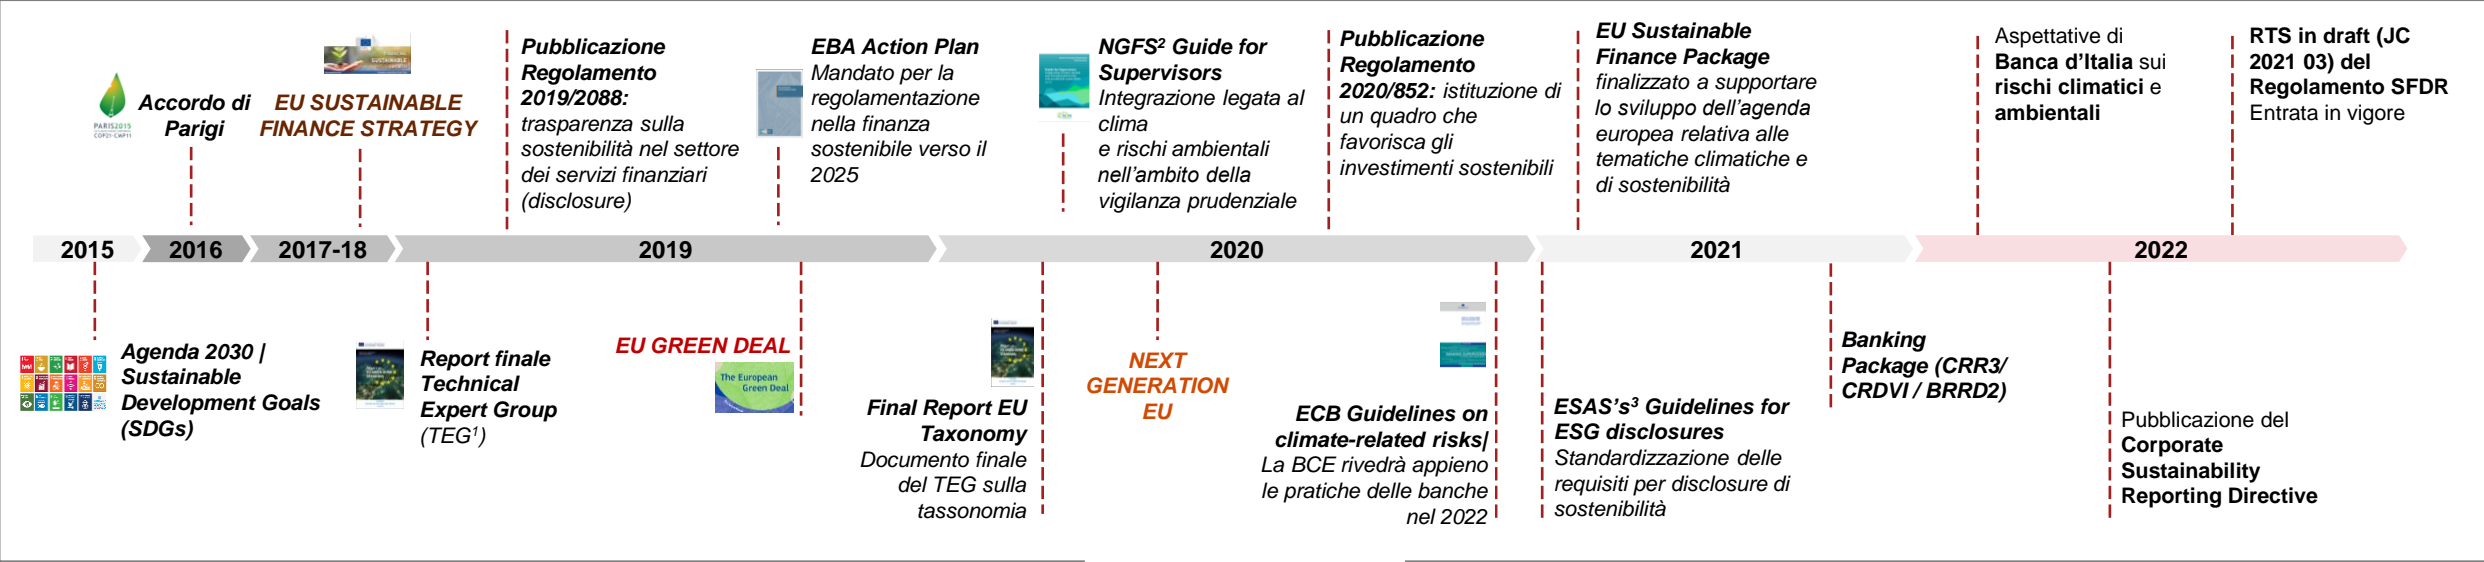 PARIS2015
COP21·CMP11
Accordo di
Parigi
EU SUSTAINABLE
FINANCE STRATEGY
Pubblicazione
Regolamento
2019/2088:
trasparenza sulla
sostenibilità nel settore
dei servizi finanziari
(disclosure)
EBA Action Plan
Mandato per la
regolamentazione
nella finanza
sostenibile verso il
2025
NGFS² Guide for
Supervisors
Integrazione legata al
clima
e rischi ambientali
nell'ambito della
vigilanza prudenziale
Pubblicazione
Regolamento
2020/852: istituzione di
un quadro che
favorisca gli
investimenti sostenibili
EU Sustainable
Finance Package
finalizzato a supportare
lo sviluppo dell'agenda
europea relativa alle
tematiche climatiche e
di sostenibilità
Aspettative di
Banca d'Italia sui
rischi climatici e
ambientali
RTS in draft (JC
2021 03) del
Regolamento SFDR
Entrata in vigore
2015
2016
2017-18
2019
2020
2021
2022
Agenda 2030 |
Sustainable
Development Goals
(SDGs)
Report finale
Technical
Expert Group
(TEG¹)
EU GREEN DEAL
The European
Green Deal
Final Report EU
Taxonomy
Documento finale
del TEG sulla
tassonomia
NEXT
GENERATION
EU
ECB Guidelines on
climate-related risks|
La BCE rivedrà appieno
le pratiche delle banche
nel 2022
ESAS's³ Guidelines for
ESG disclosures
Standardizzazione delle
requisiti per disclosure di
sostenibilità
Banking
Package (CRR3/
CRDVI / BRRD2)
Pubblicazione del
Corporate
Sustainability
Reporting Directive